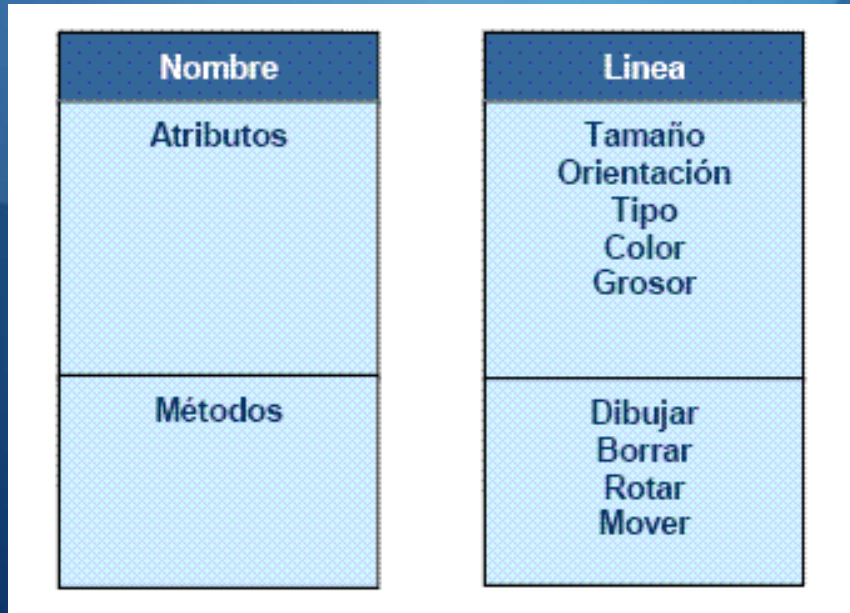 Nombre
Atributos
Métodos
Linea
Tamaño
Orientación
Tipo
Color
Grosor
Dibujar
Borrar
Rotar
Mover